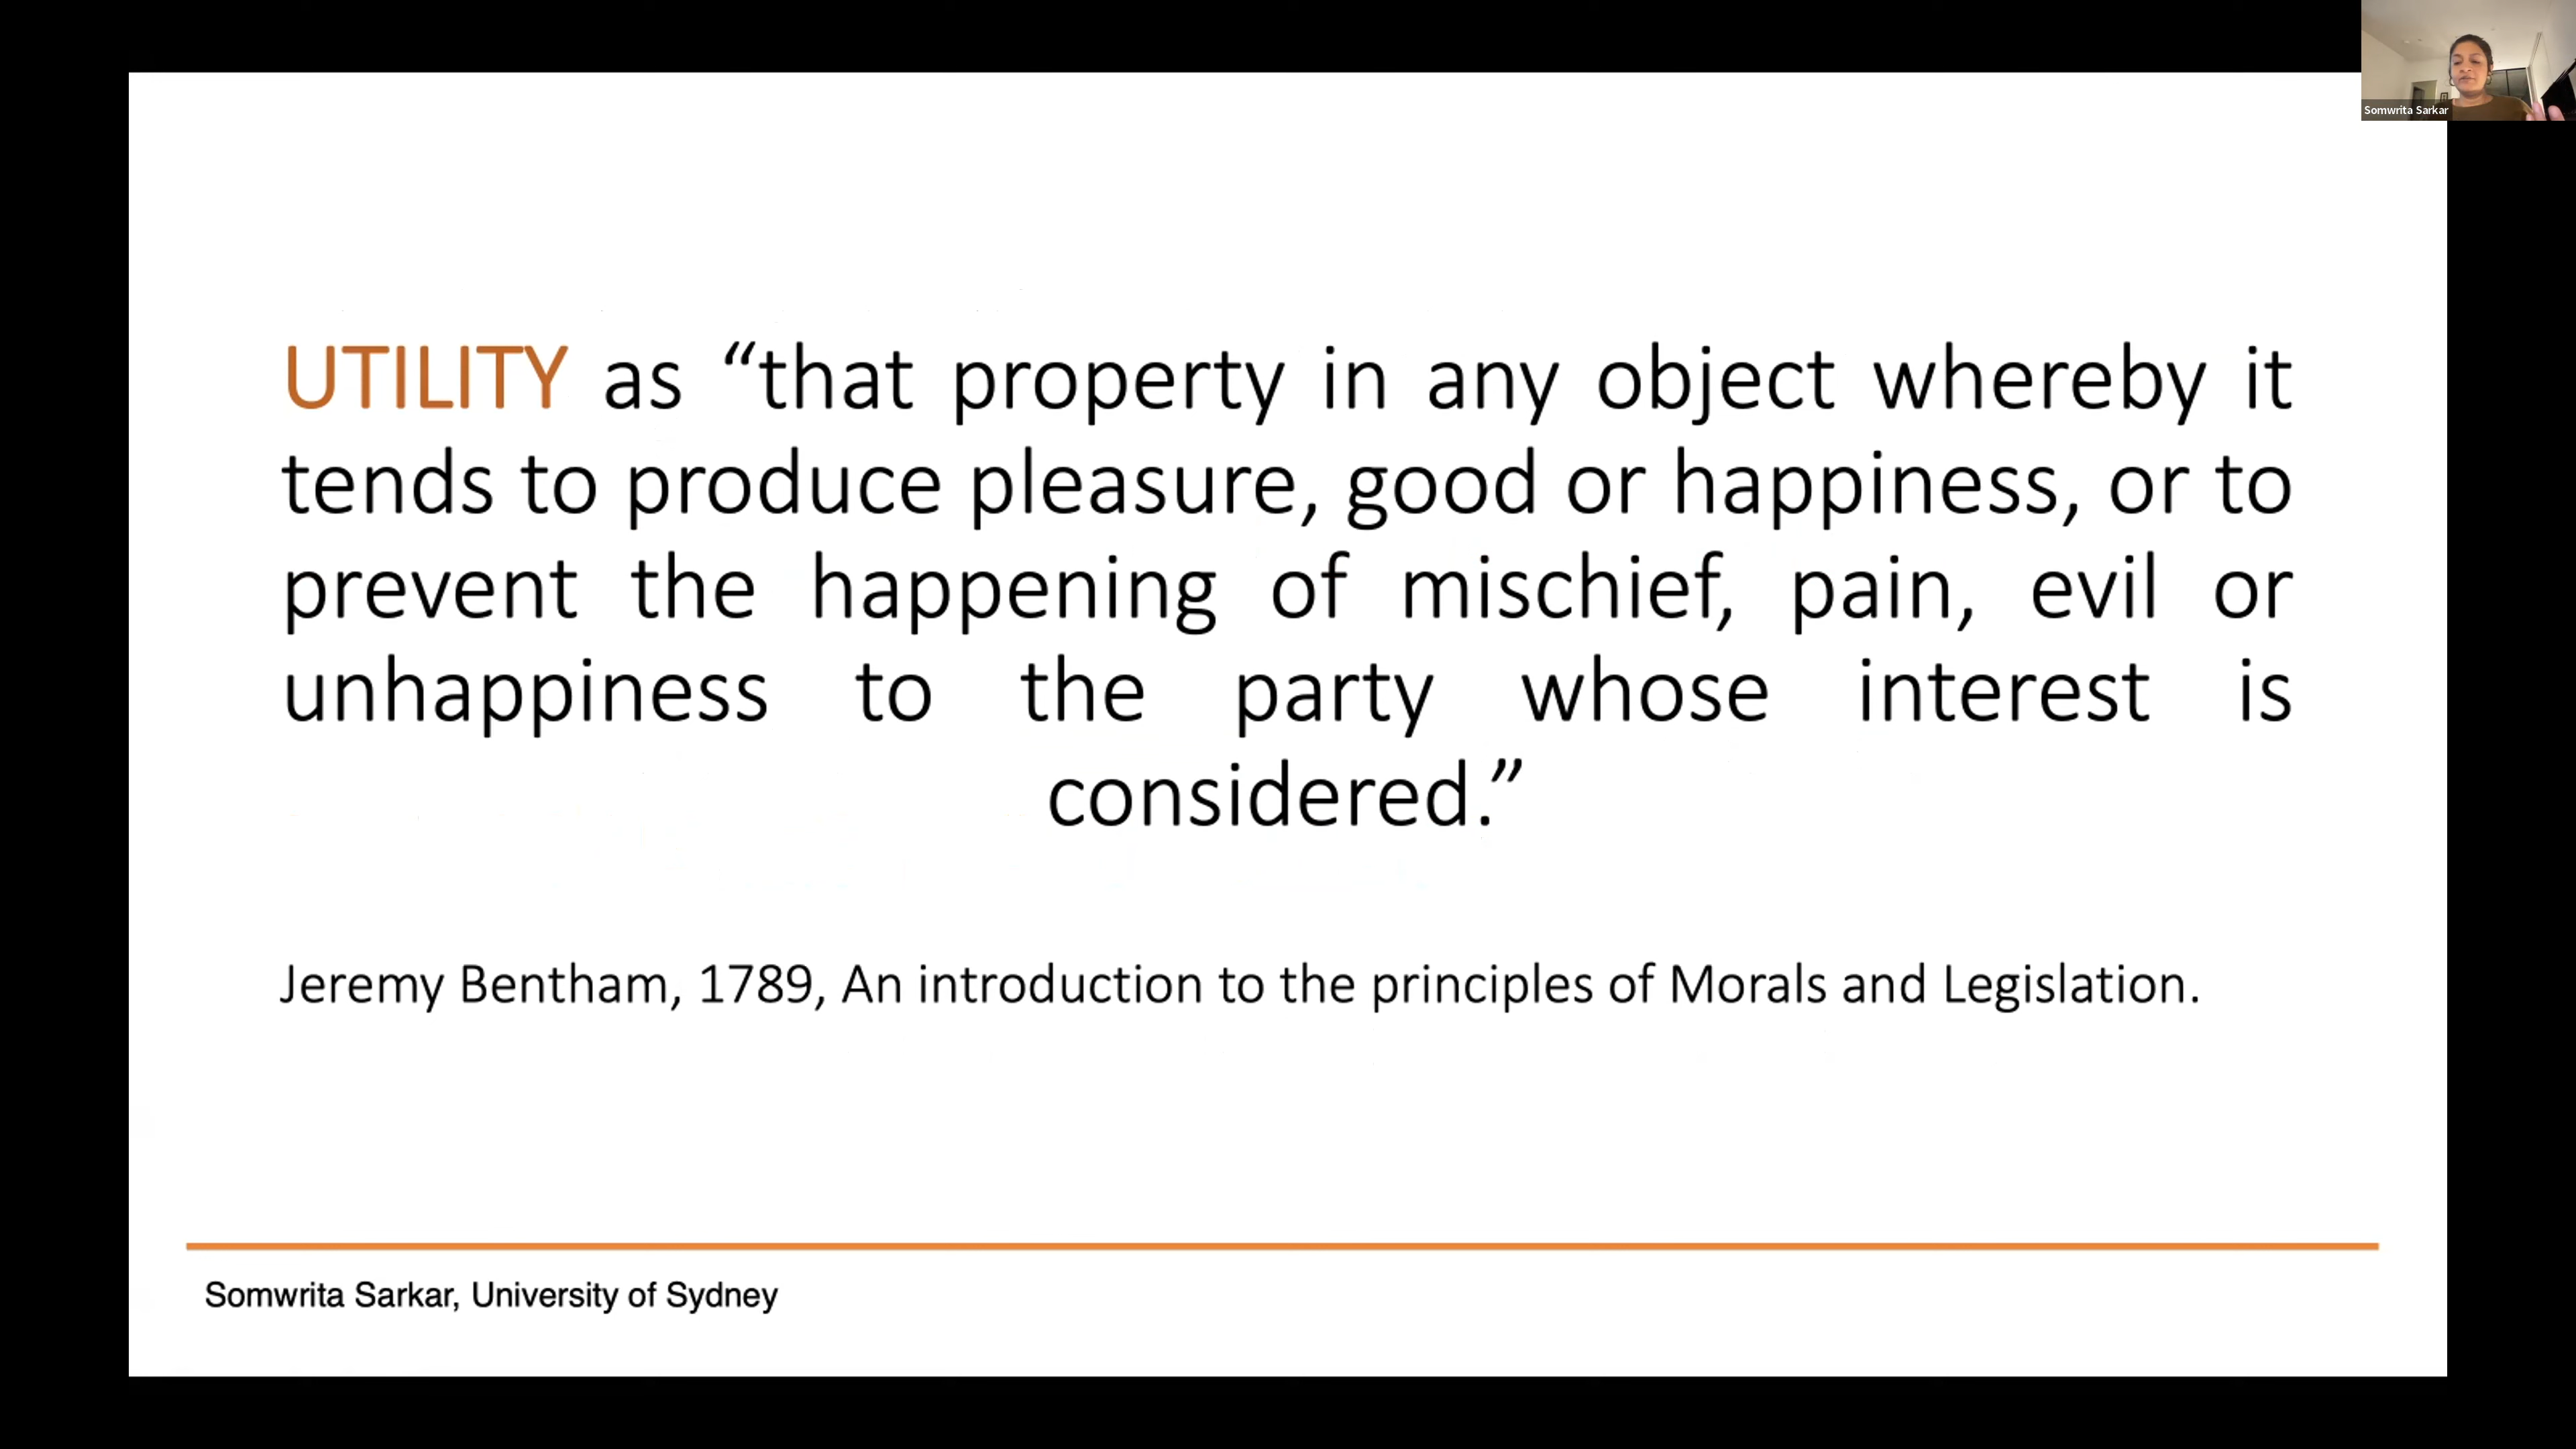 Somwrita Sarkar
UTILITY as “that property in any object whereby it
tends to produce pleasure, good or happiness, or to
prevent the happening of mischief, pain, evil or
unhappiness to the party whose interest is
considered.”
Jeremy Bentham, 1789, An introduction to the principles of Morals and Legislation.
Somwrita Sarkar, University of Sydney